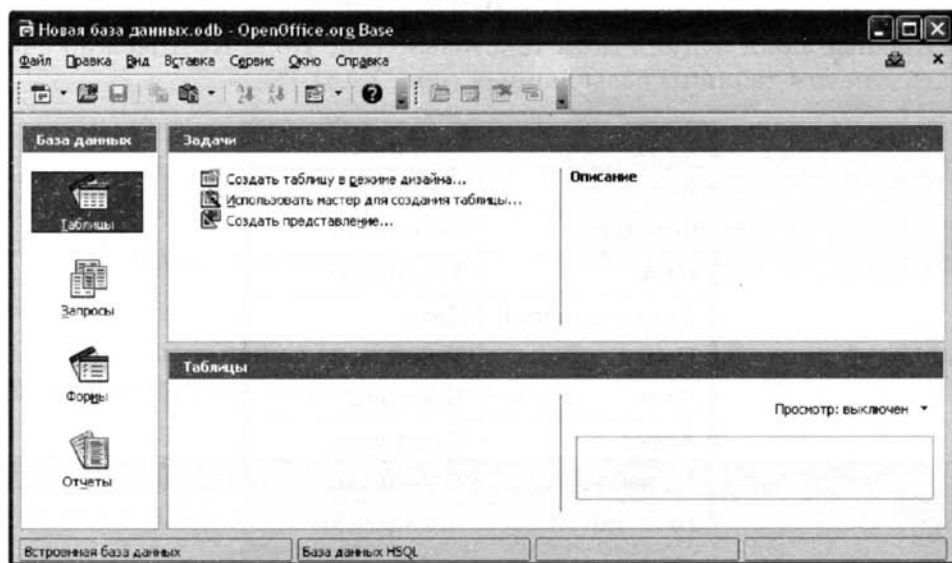 Новая база данных.odb - OpenOffice.org Base
Файл Правка Вид Вставка Сервис Окно Справка
База данных
Задачи
Таблицы
Создать таблицу в режиме дизайна...
Использовать мастер для создания таблицы...
Создать представление...
Описание
Запросы
Формы
Отчеты
Таблицы
Просмотр: выключен
Встроенная база данных
База данных HSQL